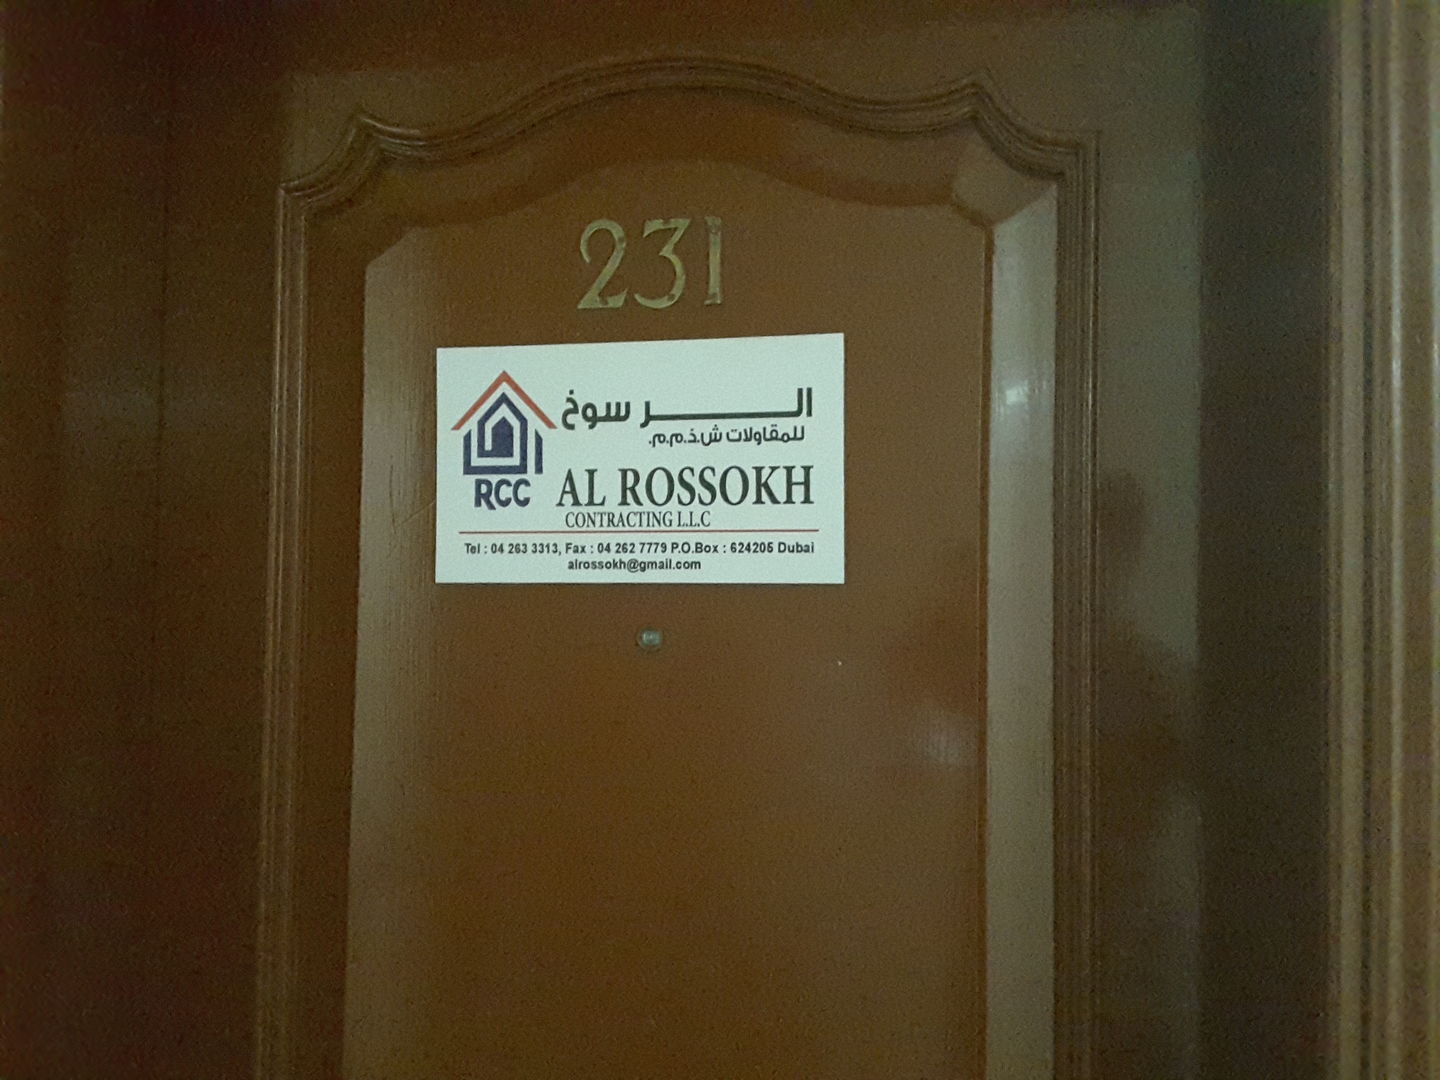 231
الرسوخ
للمقاولات ش.ذ.م.م.
RCC
AL ROSSOKH
CONTRACTING L.L.C
Tel : 04 263 3313, Fax : 04 262 7779 P.O.Box : 624205 Dubai
alrossokh@gmail.com